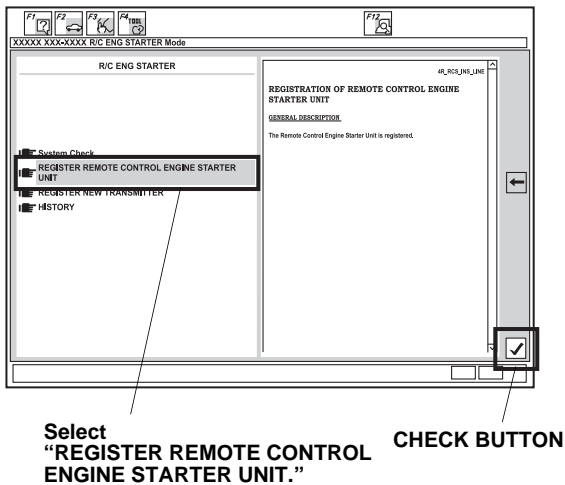 F1 F2 F3 F4 TOOL F12
XXXXX XXX-XXXX R/C ENG STARTER Mode
R/C ENG STARTER
System Check
REGISTER REMOTE CONTROL ENGINE STARTER
UNIT
REGISTER NEW TRANSMITTER
HISTORY
4R_RCS_INS_LINE
REGISTRATION OF REMOTE CONTROL ENGINE
STARTER UNIT
GENERAL DESCRIPTION
The Remote Control Engine Starter Unit is registered.
Select
“REGISTER REMOTE CONTROL
ENGINE STARTER UNIT.”
CHECK BUTTON